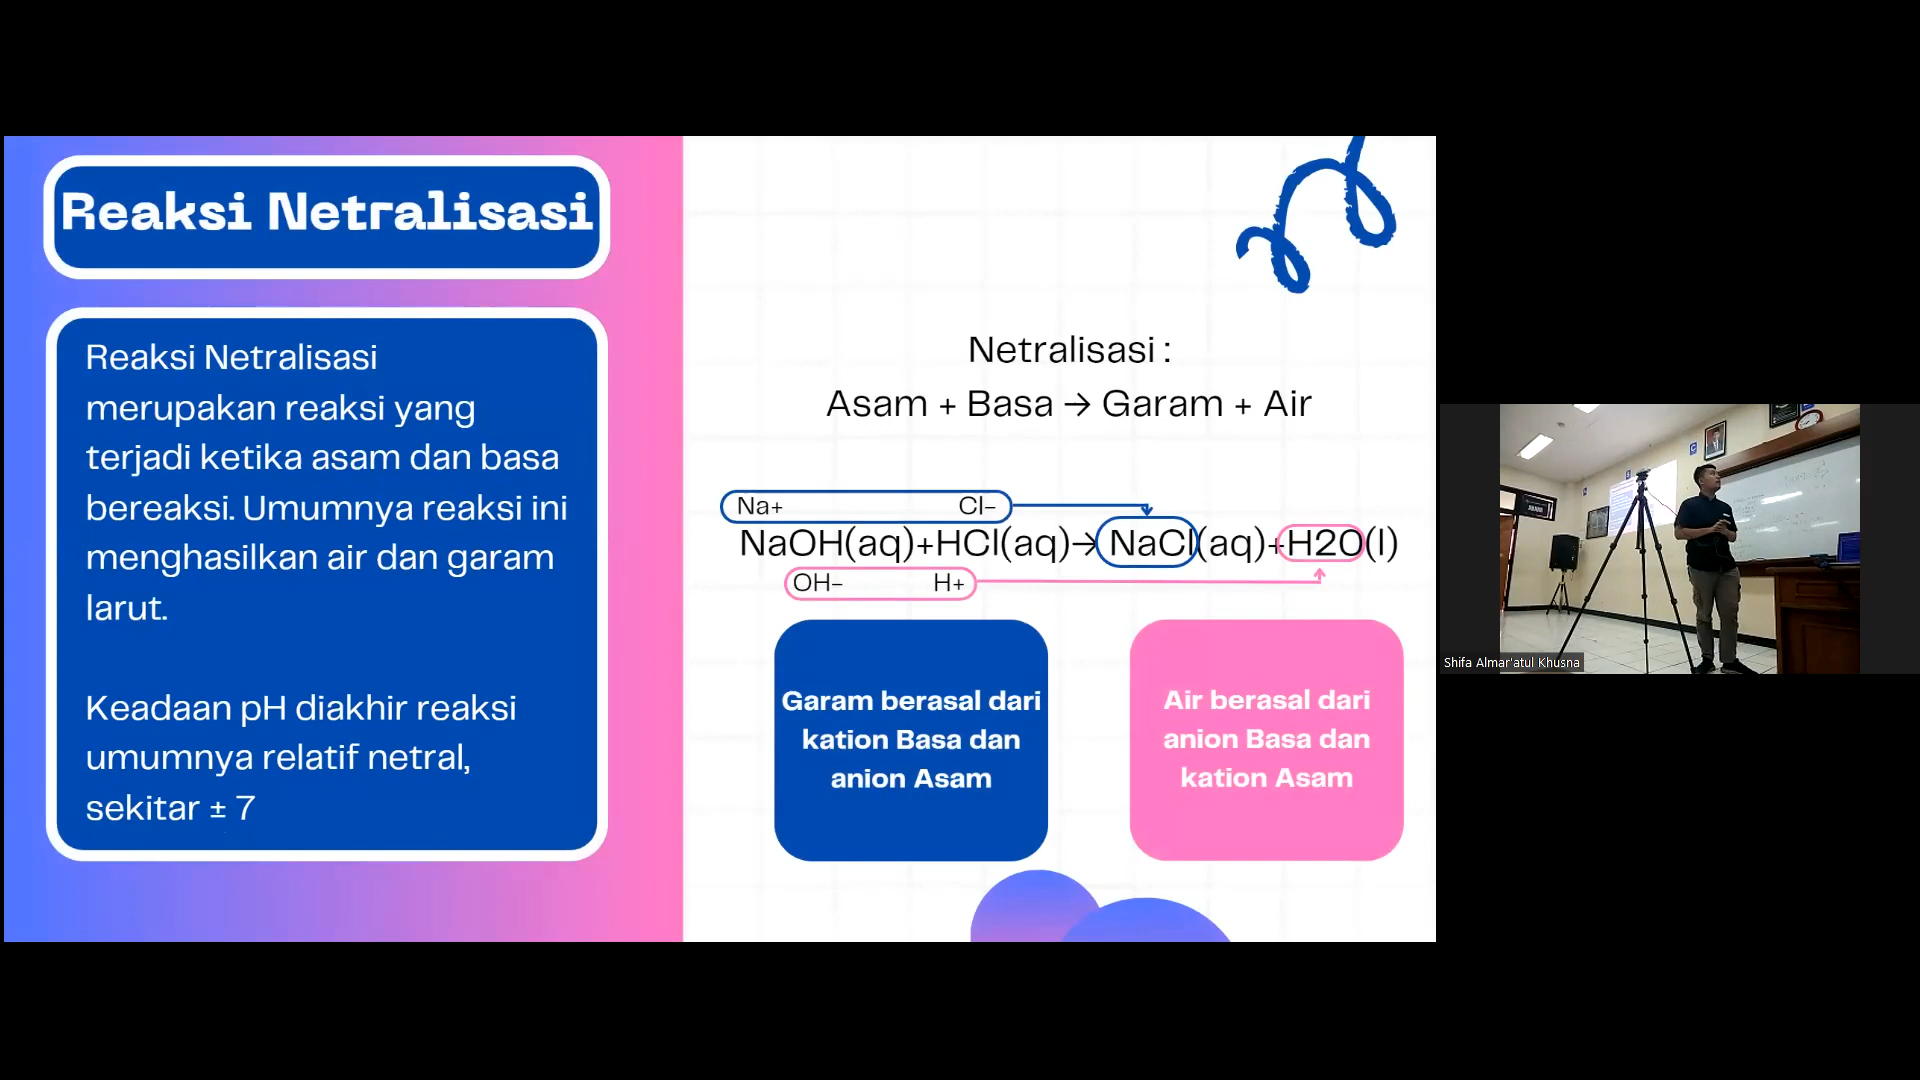 Reaksi Netralisasi
Reaksi Netralisasi
merupakan reaksi yang
terjadi ketika asam dan basa
bereaksi. Umumnya reaksi ini
menghasilkan air dan garam
larut.
Keadaan pH diakhir reaksi
umumnya relatif netral,
sekitar ± 7
Netralisasi :
Asam + Basa → Garam + Air
Na+ Cl-
NaOH(aq)+HCl(aq)→ NaCl(aq)+H2O(l)
OH- H+
Garam berasal dari
kation Basa dan
anion Asam
Air berasal dari
anion Basa dan
kation Asam
Shifa Almar'atul Khusna